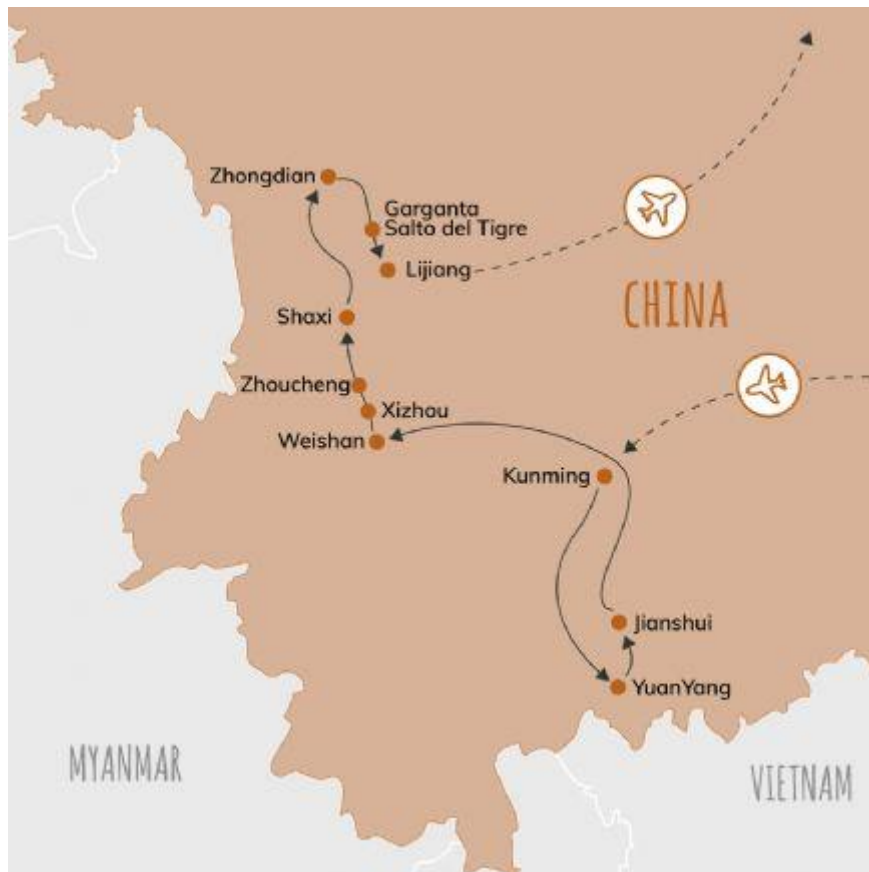 Zhongdian
Garganta
Salto del Tigre
Lijiang
CHINA
Shaxi
Zhoucheng
Xizhou
Weishan
Kunming
Jianshui
YuanYang
MYANMAR
VIETNAM